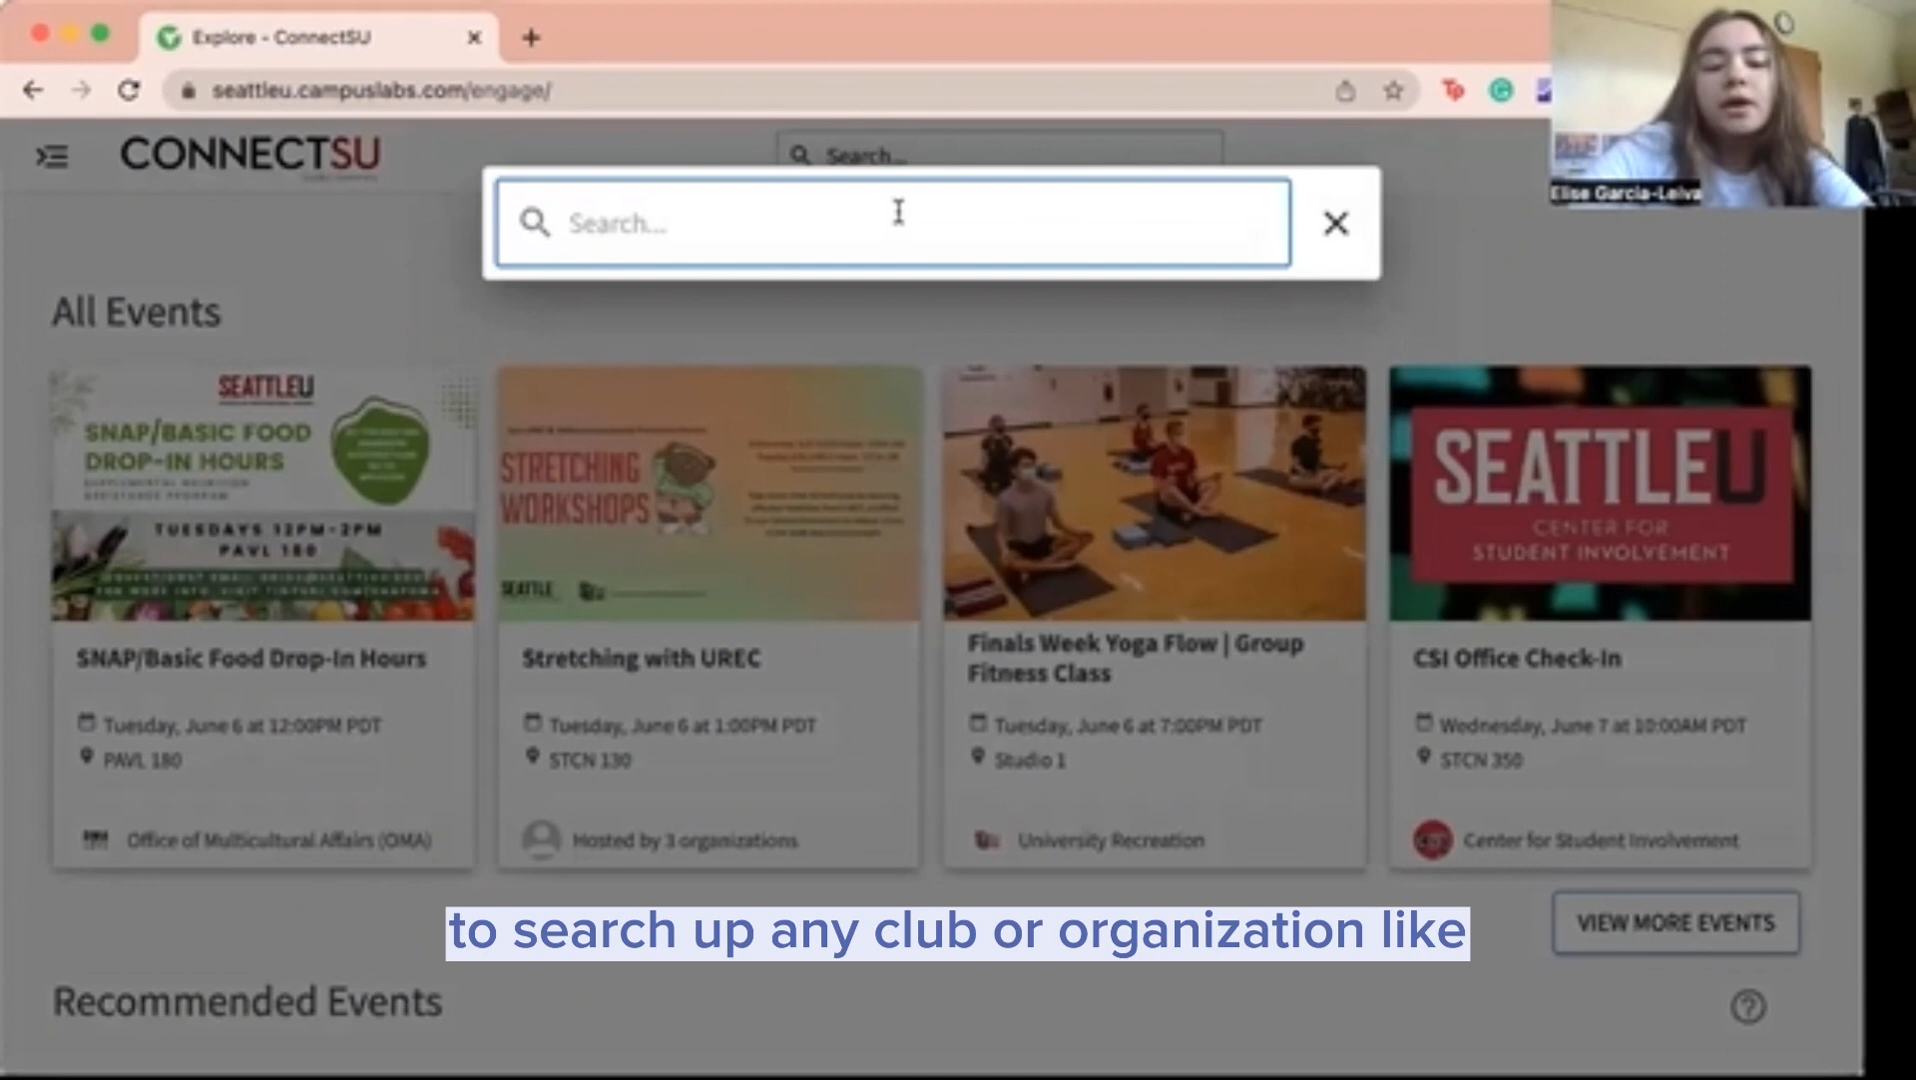 Explore - ConnectSU
seattleu.campuslabs.com/engage/
CONNECTSU
Search...
Search...
Elise Garcia-Leiva
All Events
SEATTLEU
SNAP/BASIC FOOD
DROP-IN HOURS
SUPPLEMENTAL NUTRITION
ASSISTANCE PROGRAM
TUESDAYS 12PM-2PM
PAVL 180
STRETCHING
WORKSHOPS
SEATTLEU
CENTER FOR
STUDENT INVOLVEMENT
SNAP/Basic Food Drop-In Hours
Tuesday, June 6 at 12:00PM PDT
PAVL 180
Office of Multicultural Affairs (OMA)
Stretching with UREC
Tuesday, June 6 at 1:00PM PDT
STCN 130
Hosted by 3 organizations
Finals Week Yoga Flow | Group
Fitness Class
Tuesday, June 6 at 7:00PM PDT
Studio 1
University Recreation
CSI Office Check-In
Wednesday, June 7 at 10:00AM PDT
STCN 350
Center for Student Involvement
to search up any club or organization like
VIEW MORE EVENTS
Recommended Events